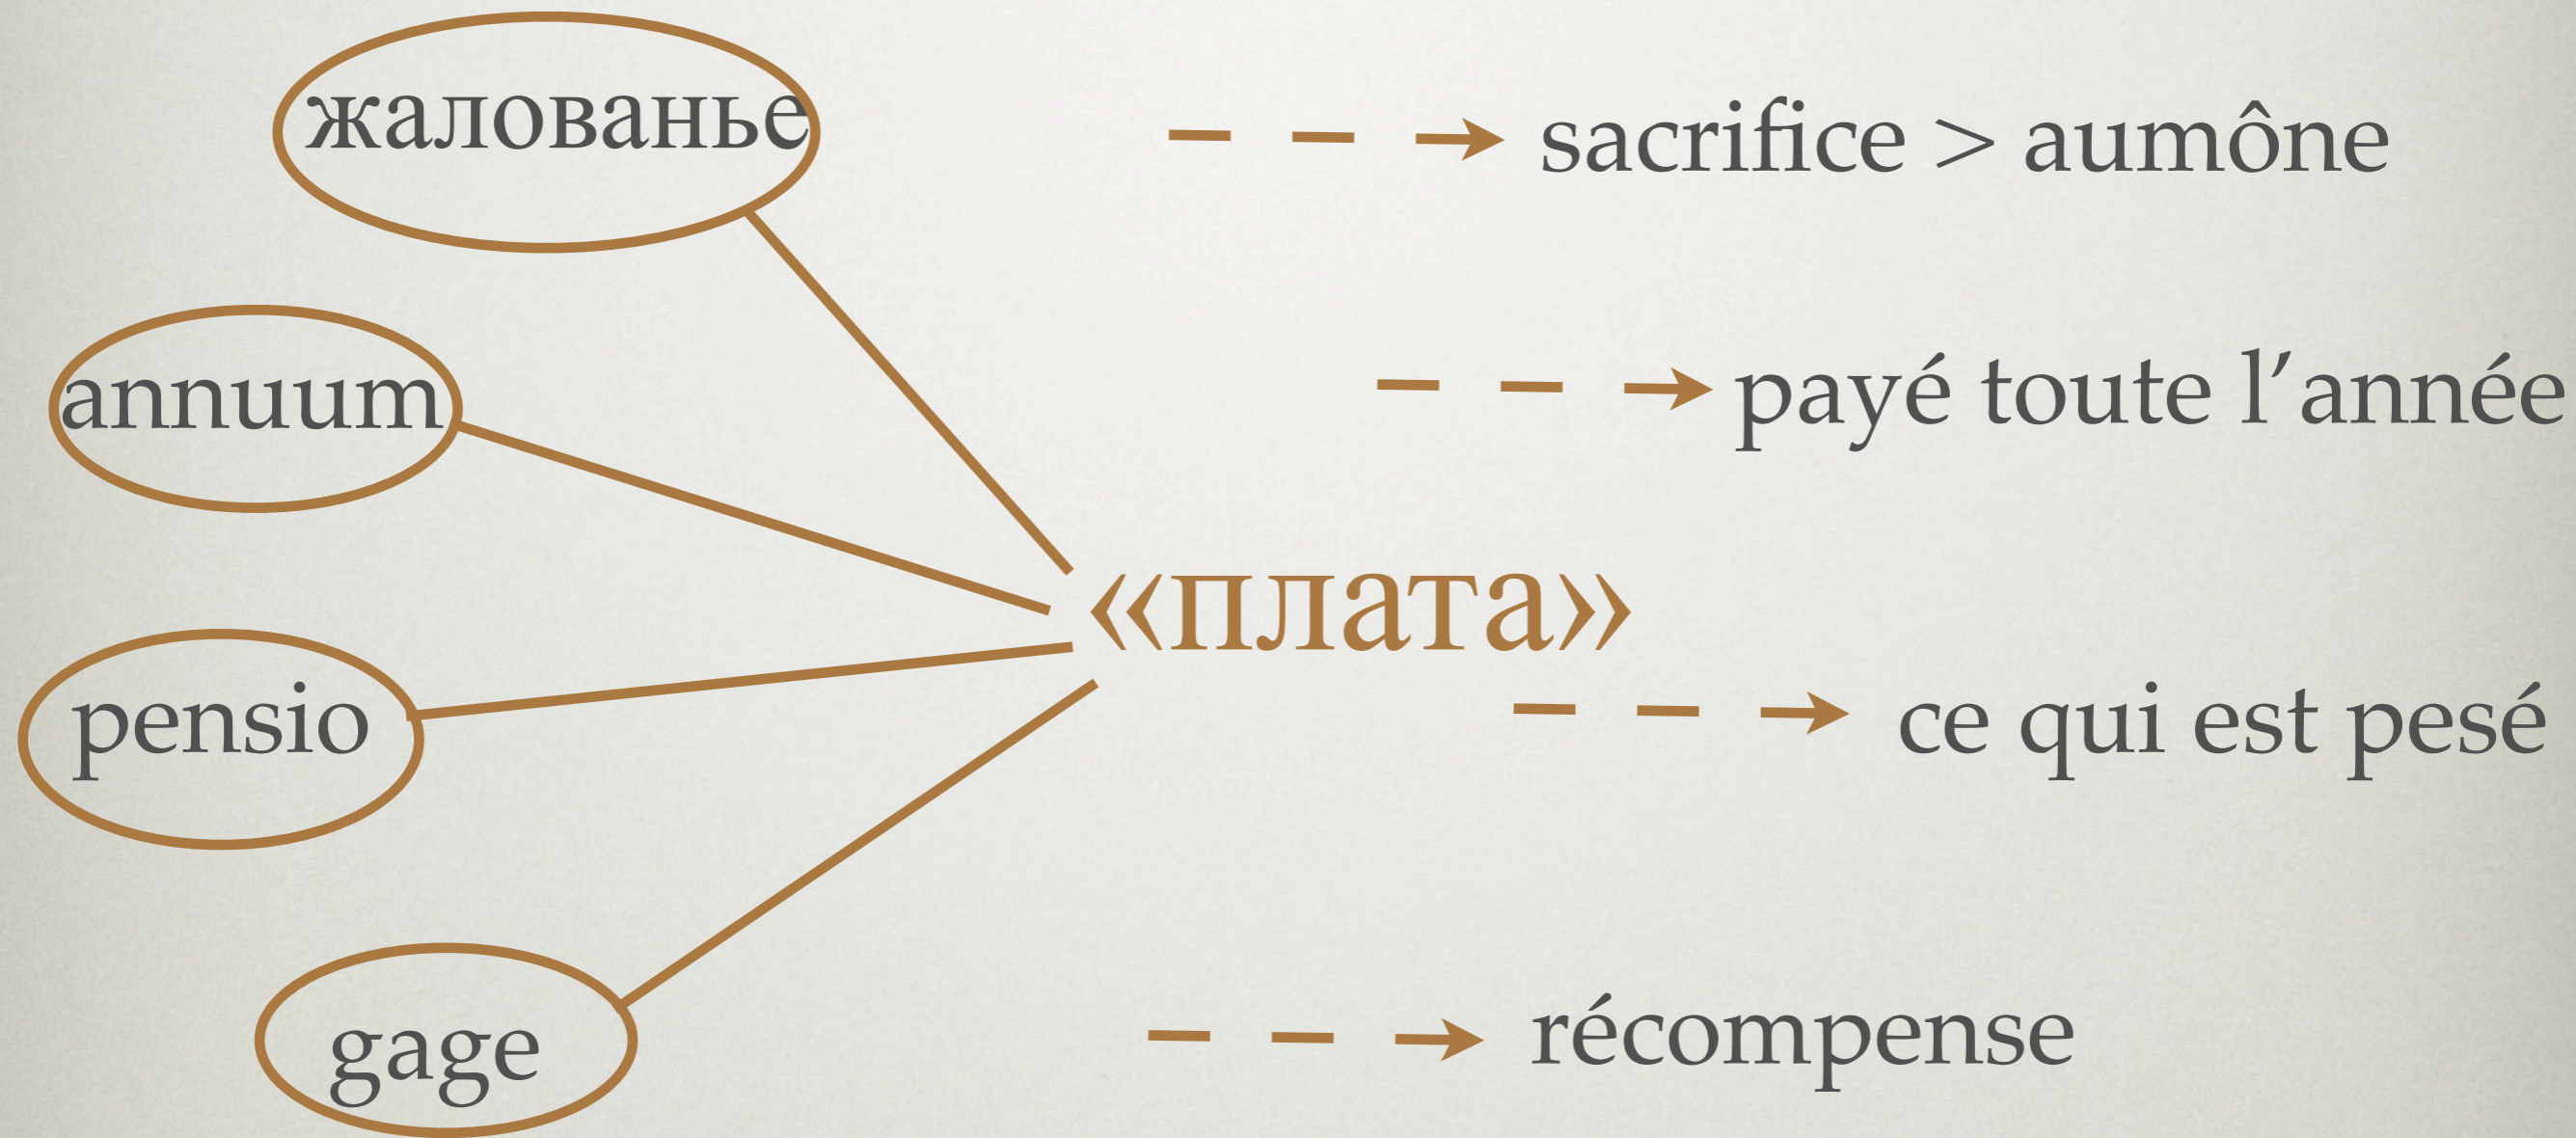 жалованье
sacrifice > aumône
annuum
payé toute l’année
«плата»
pensio
ce qui est pesé
gage
récompense